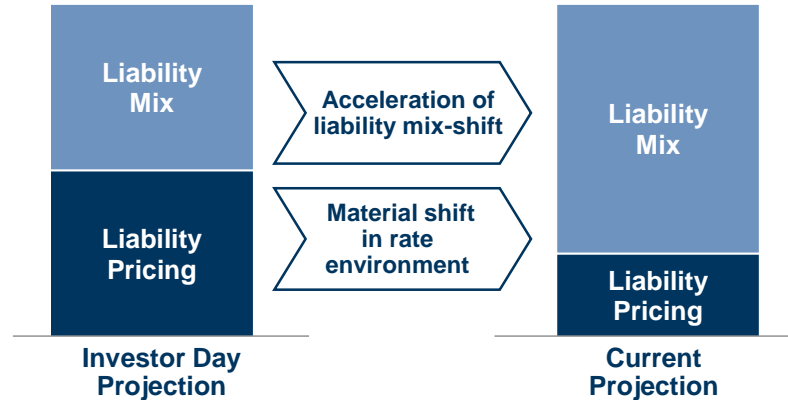 Liability
Mix
Liability
Pricing
Investor Day
Projection
Acceleration of
liability mix-shift
Material shift
in rate
environment
Liability
Mix
Liability
Pricing
Current
Projection